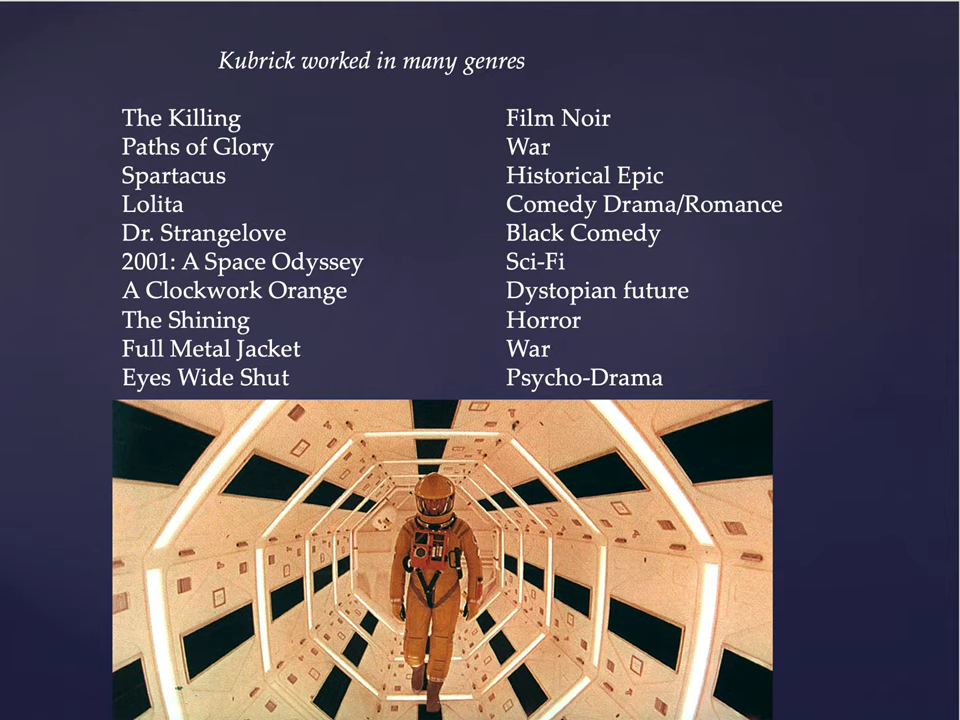 Kubrick worked in many genres
The Killing Film Noir
Paths of Glory War
Spartacus Historical Epic
Lolita Comedy Drama/Romance
Dr. Strangelove Black Comedy
2001: A Space Odyssey Sci-Fi
A Clockwork Orange Dystopian future
The Shining Horror
Full Metal Jacket War
Eyes Wide Shut Psycho-Drama